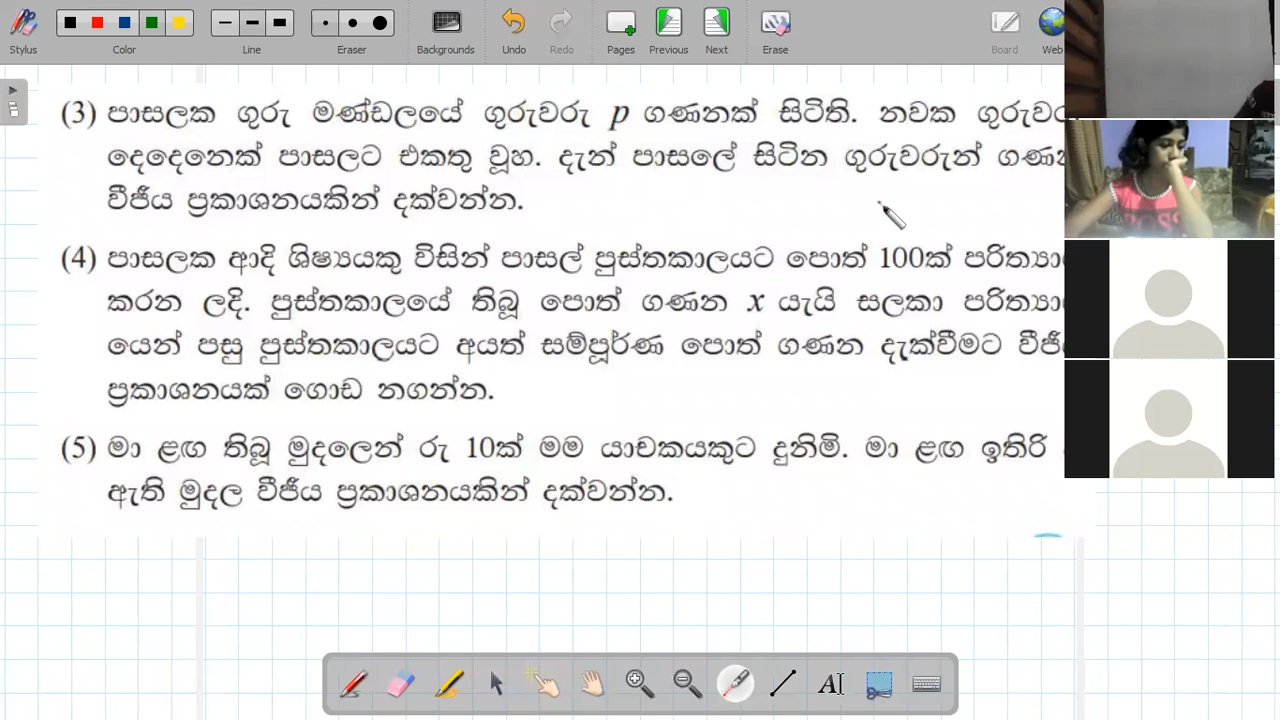 Stylus
Color
Line
Eraser
Backgrounds
Undo
Redo
Pages
Previous
Next
Erase
Board
Web
(3) පාසලක ගුරු මණ්ඩලයේ ගුරුවරු p ගණනක් සිටිති. නවක
දෙදෙනෙක් පාසලට එකතු වූහ. දැන් පාසලේ සිටින ගුරුවරුන්
වීජීය ප්‍රකාශනයකින් දක්වන්න.
(4) පාසලක ආදි ශිෂ්‍යයකු විසින් පාසල් පුස්තකාලයට පොත් 100ක්
කරන ලදි. පුස්තකාලයේ තිබූ පොත් ගණන x යැයි සලකා
යෙන් පසු පුස්තකාලයට අයත් සම්පූර්ණ පොත් ගණන දැක්වීමට
ප්‍රකාශනයක් ගොඩ නගන්න.
(5) මා ළඟ තිබූ මුදලෙන් රු 10ක් මම යාචකයකුට දුනිමි. මා ළඟ ඉතිරි
ඇති මුදල වීජීය ප්‍රකාශනයකින් දක්වන්න.